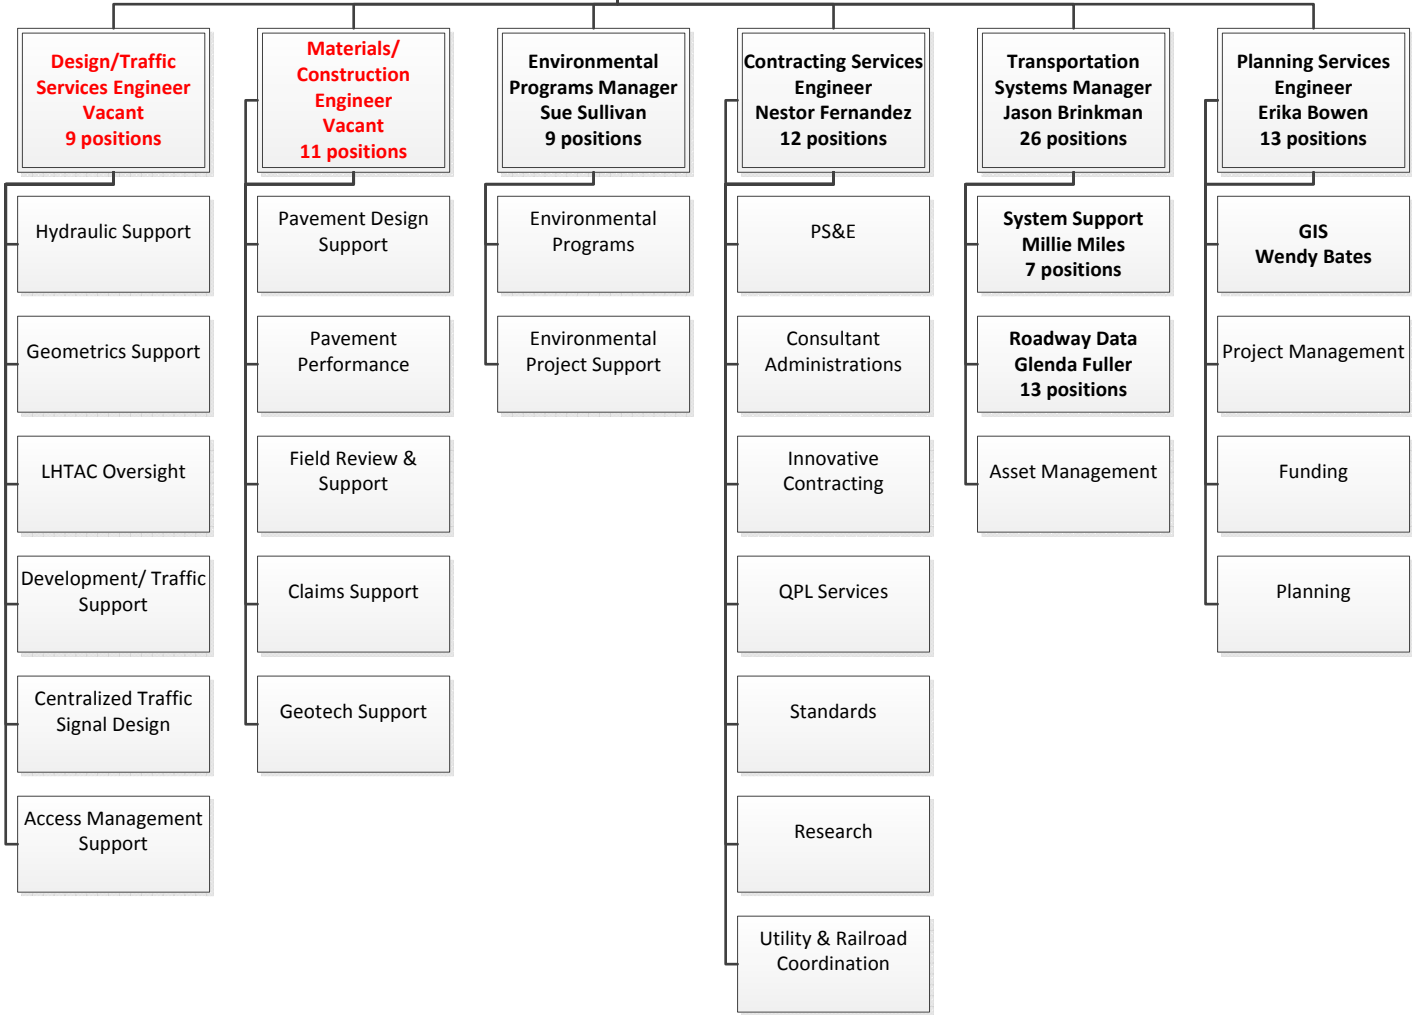 Design/Traffic
Services Engineer
Vacant
9 positions
Materials/
Construction
Engineer
Vacant
11 positions
Environmental
Programs Manager
Sue Sullivan
9 positions
Contracting Services
Engineer
Nestor Fernandez
12 positions
Transportation
Systems Manager
Jason Brinkman
26 positions
Planning Services
Engineer
Erika Bowen
13 positions
Hydraulic Support
Geometrics Support
LHTAC Oversight
Development/ Traffic
Support
Centralized Traffic
Signal Design
Access Management
Support
Pavement Design
Support
Pavement
Performance
Field Review &
Support
Claims Support
Geotech Support
Environmental
Programs
Environmental
Project Support
PS&E
Consultant
Administrations
Innovative
Contracting
QPL Services
Standards
Research
Utility & Railroad
Coordination
System Support
Millie Miles
7 positions
Roadway Data
Glenda Fuller
13 positions
Asset Management
GIS
Wendy Bates
Project Management
Funding
Planning